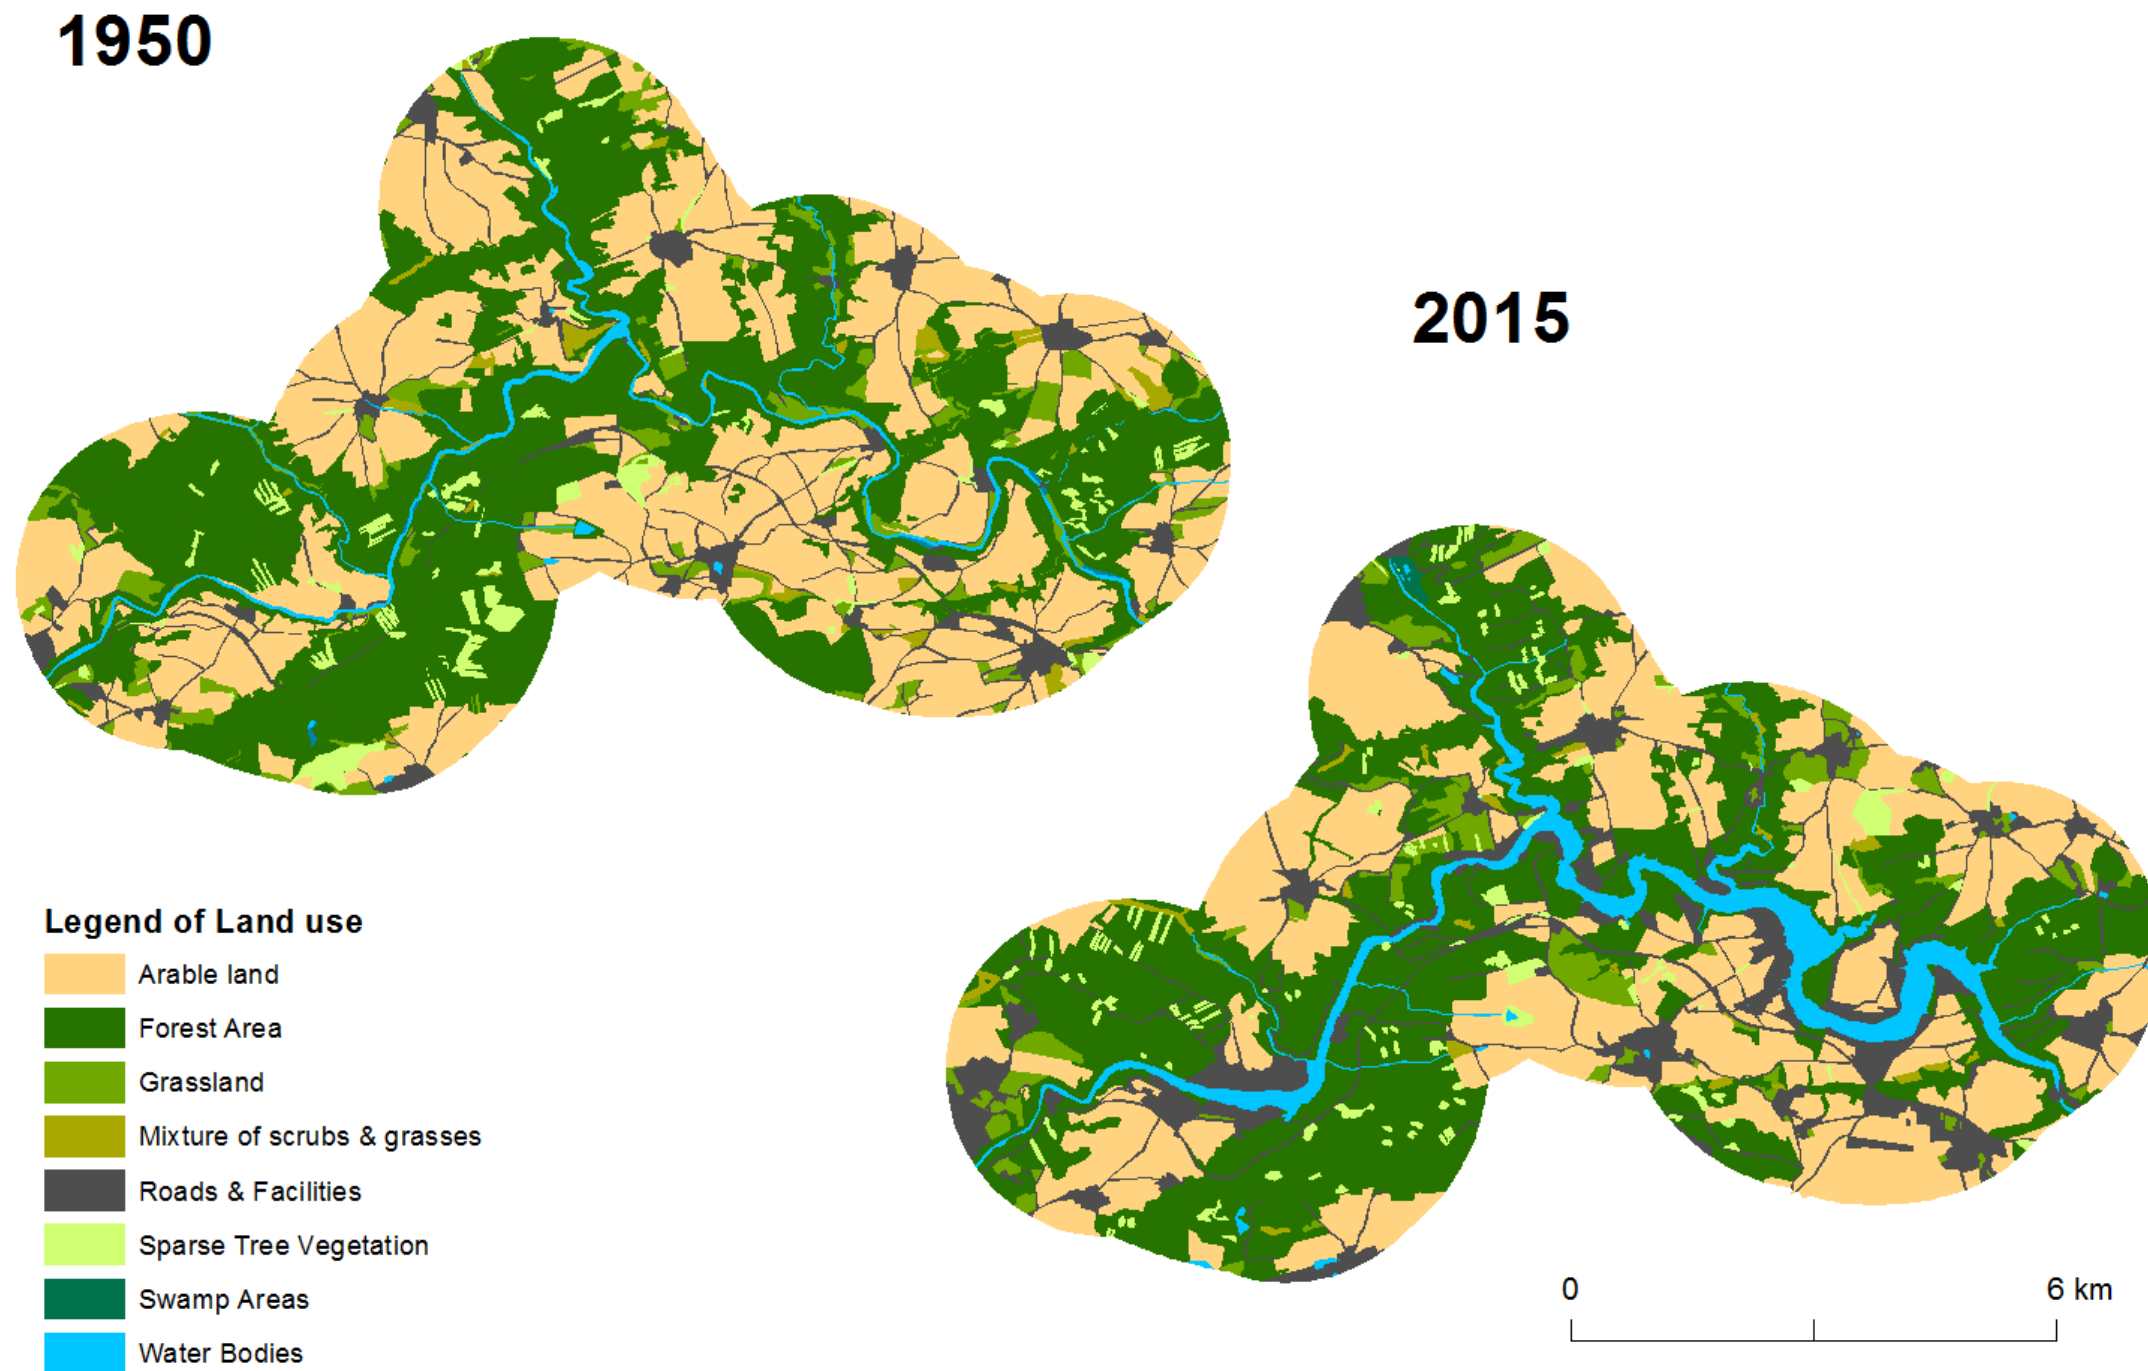 1950
2015
Legend of Land use
Arable land
Forest Area
Grassland
Mixture of scrubs & grasses
Roads & Facilities
Sparse Tree Vegetation
Swamp Areas
Water Bodies
0 6 km